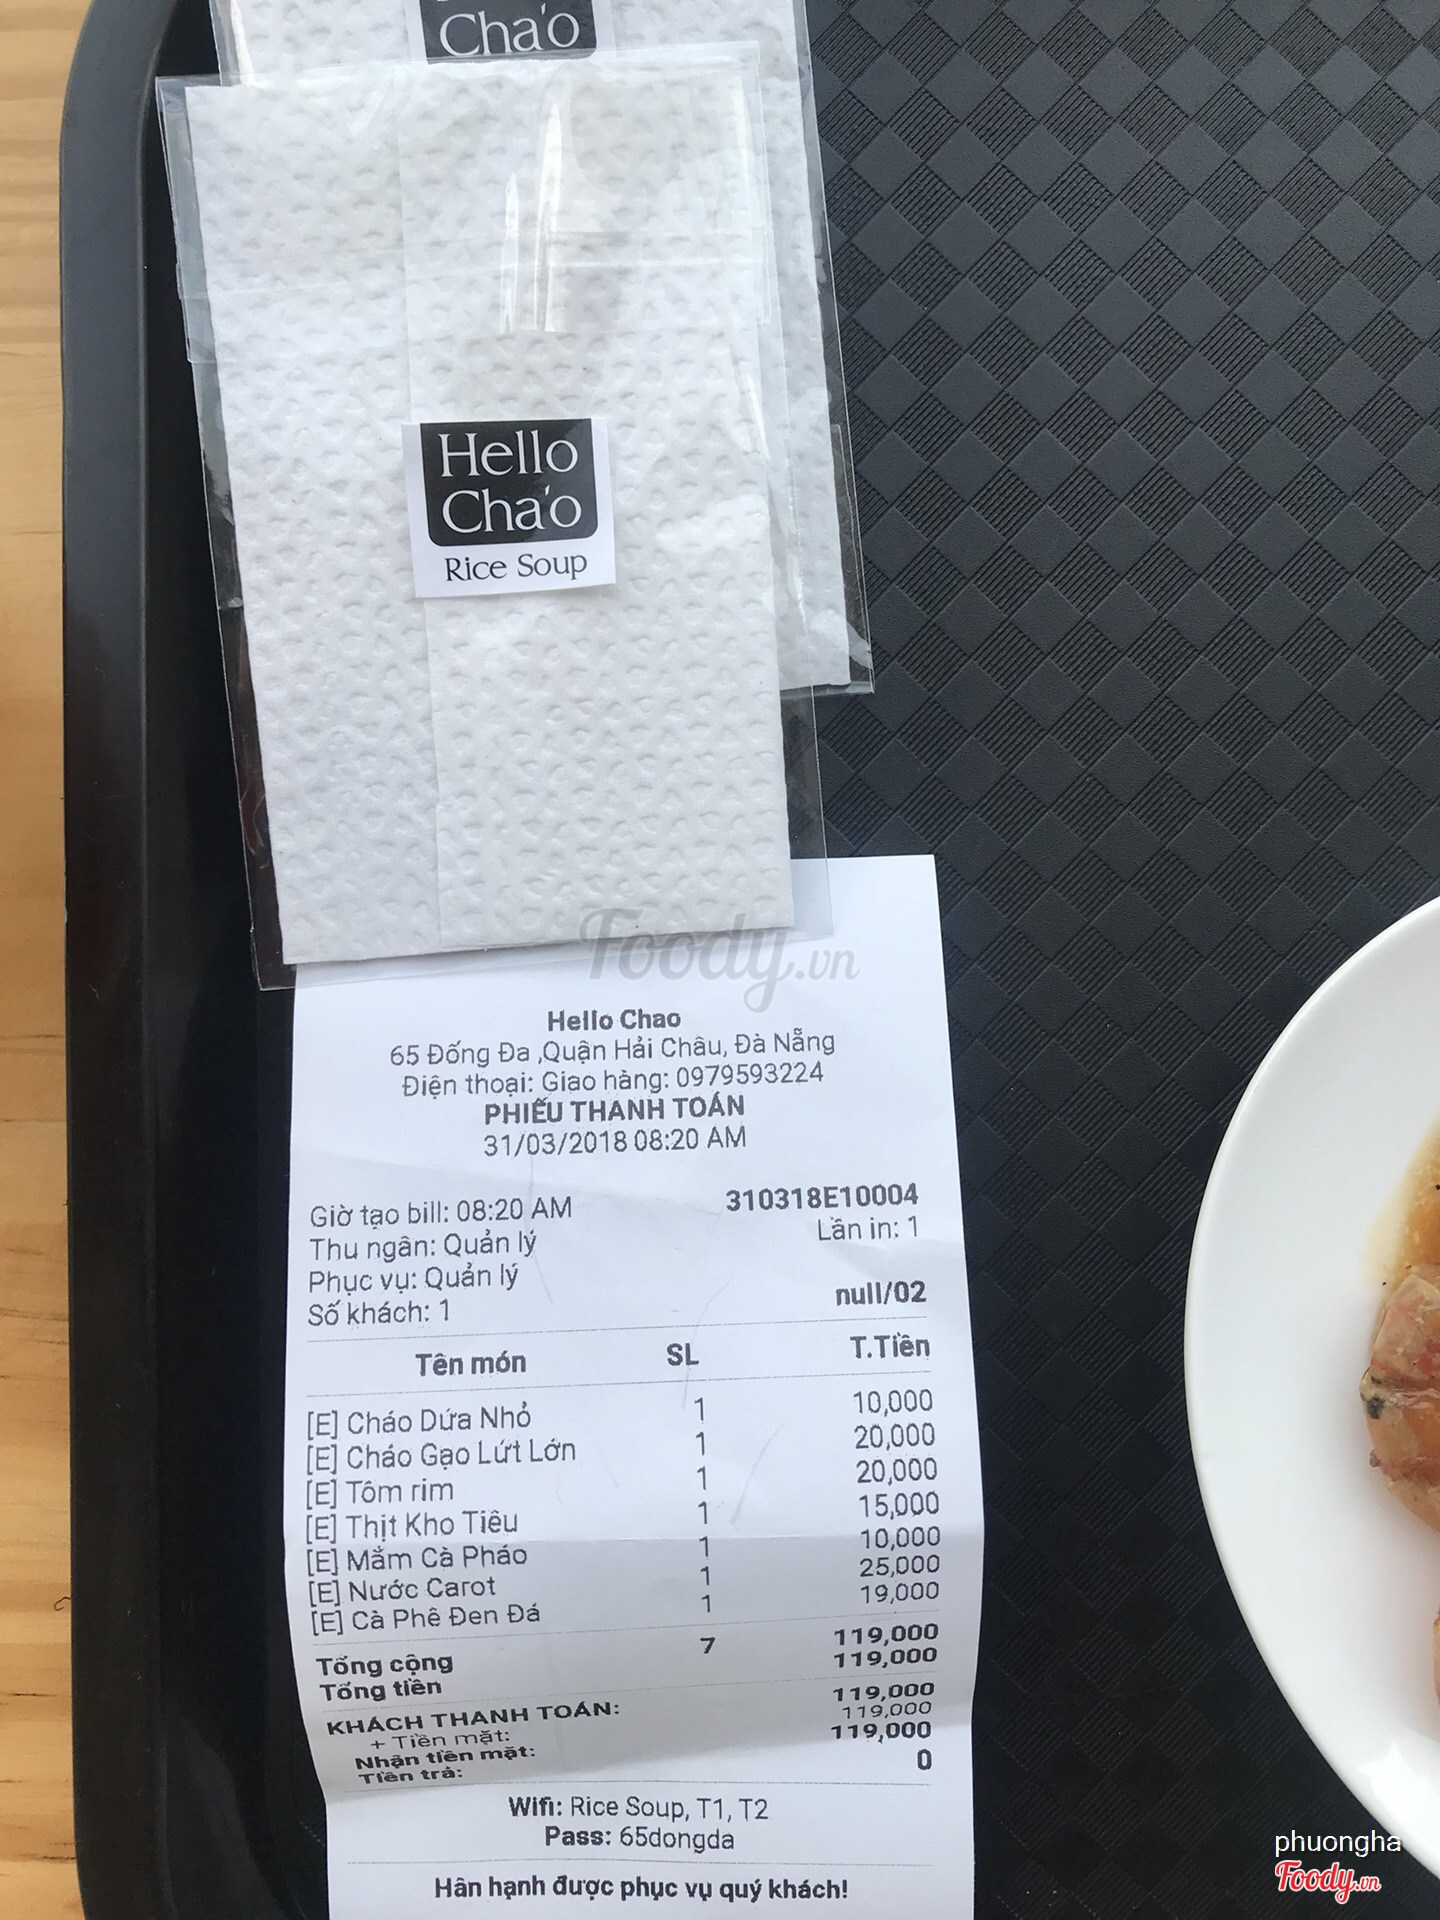 Cha'o
Hello
Cha'o
Rice Soup
Foody.vn
Hello Chao
65 Đống Đa ,Quận Hải Châu, Đà Nẵng
Điện thoại: Giao hàng: 0979593224
PHIẾU THANH TOÁN
31/03/2018 08:20 AM
Giờ tạo bill: 08:20 AM 310318E10004
Thu ngân: Quản lý Lần in: 1
Phục vụ: Quản lý
Số khách: 1 null/02
Tên món SL T.Tiền
[E] Cháo Dứa Nhỏ 1 10,000
[E] Cháo Gạo Lứt Lớn 1 20,000
[E] Tôm rim 1 20,000
[E] Thịt Kho Tiêu 1 15,000
[E] Mắm Cà Pháo 1 10,000
[E] Nước Carot 1 25,000
[E] Cà Phê Đen Đá 1 19,000
Tổng cộng 7 119,000
Tổng tiền 119,000
KHÁCH THANH TOÁN: 119,000
+ Tiền mặt: 119,000
Nhận tiền mặt: 119,000
Tiền trả: 0
Wifi: Rice Soup, T1, T2
Pass: 65dongda
Hân hạnh được phục vụ quý khách!
phuongha
Foody.vn